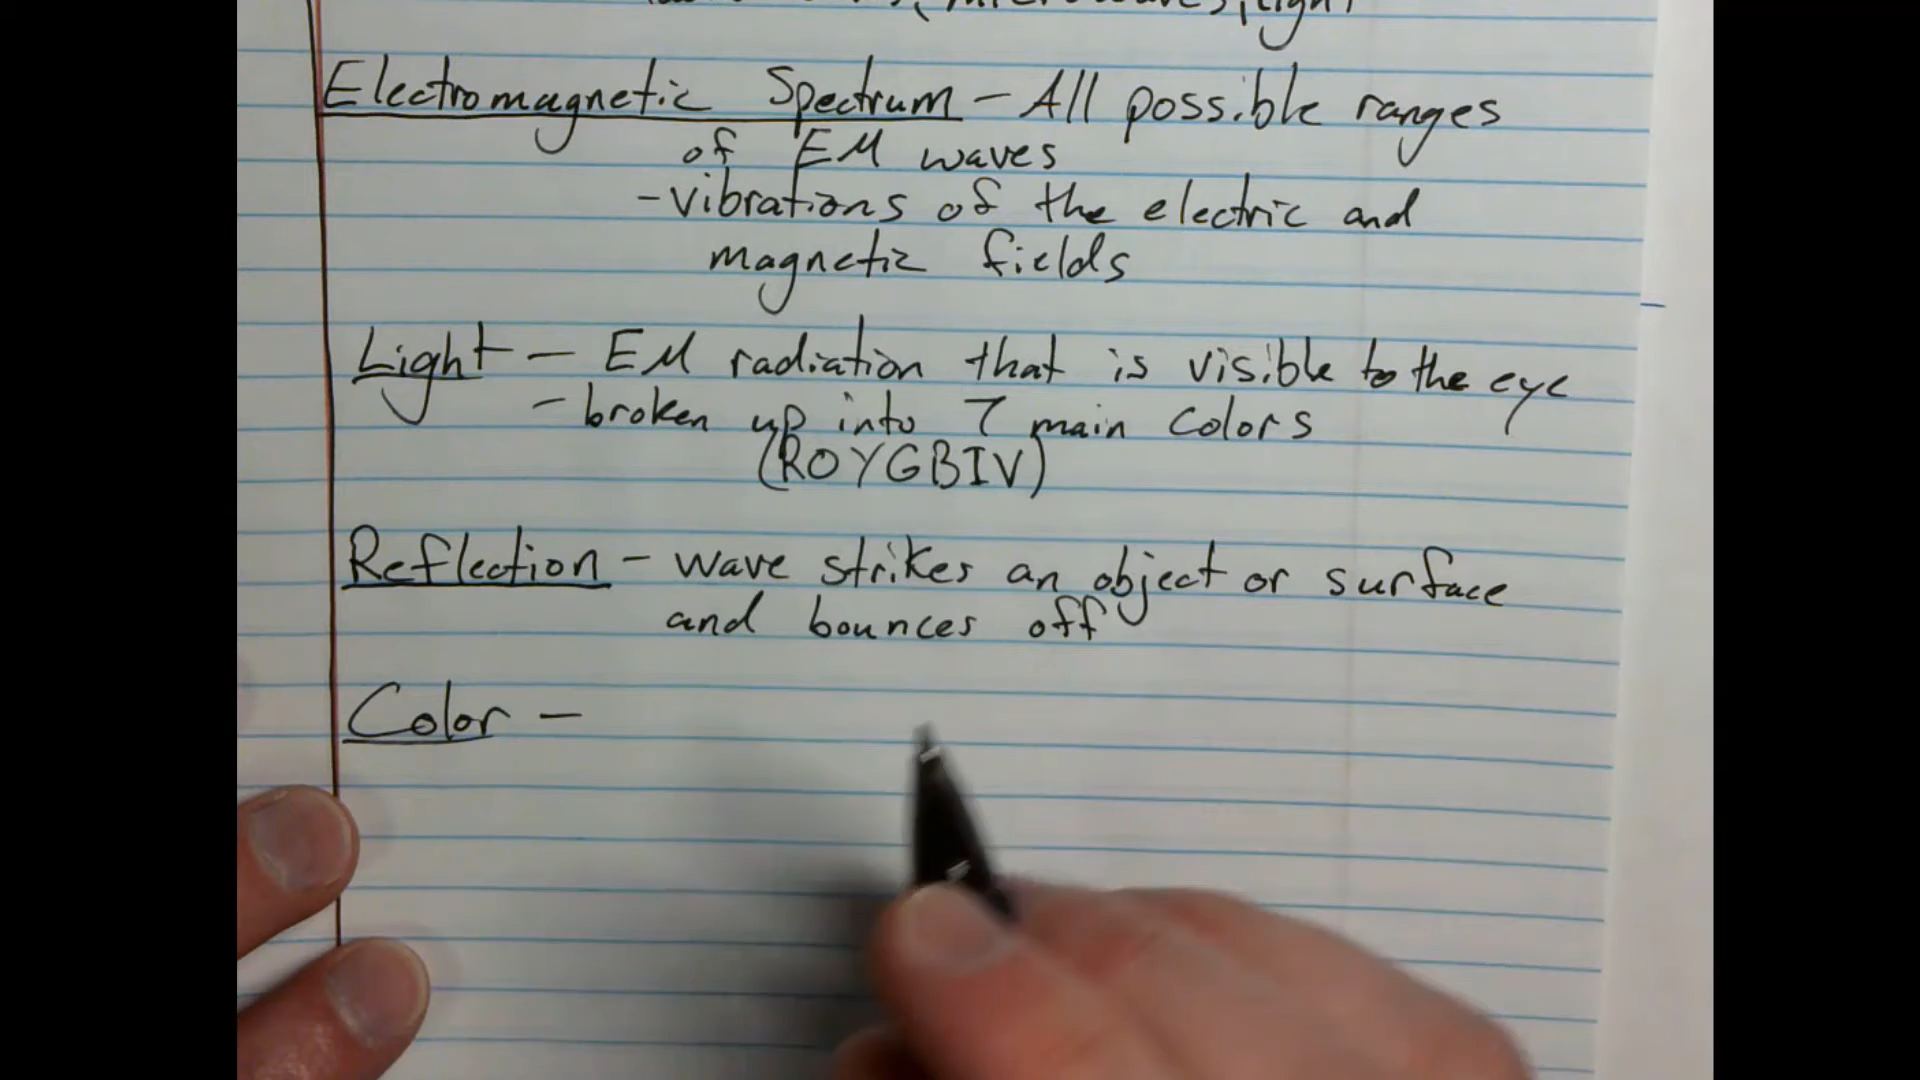 microwaves, light
Electromagnetic Spectrum - All possible ranges
of EM waves
- vibrations of the electric and
magnetic fields
Light - EM radiation that is visible to the eye
- broken up into 7 main colors
(ROYGBIV)
Reflection - wave strikes an object or surface
and bounces off
Color -